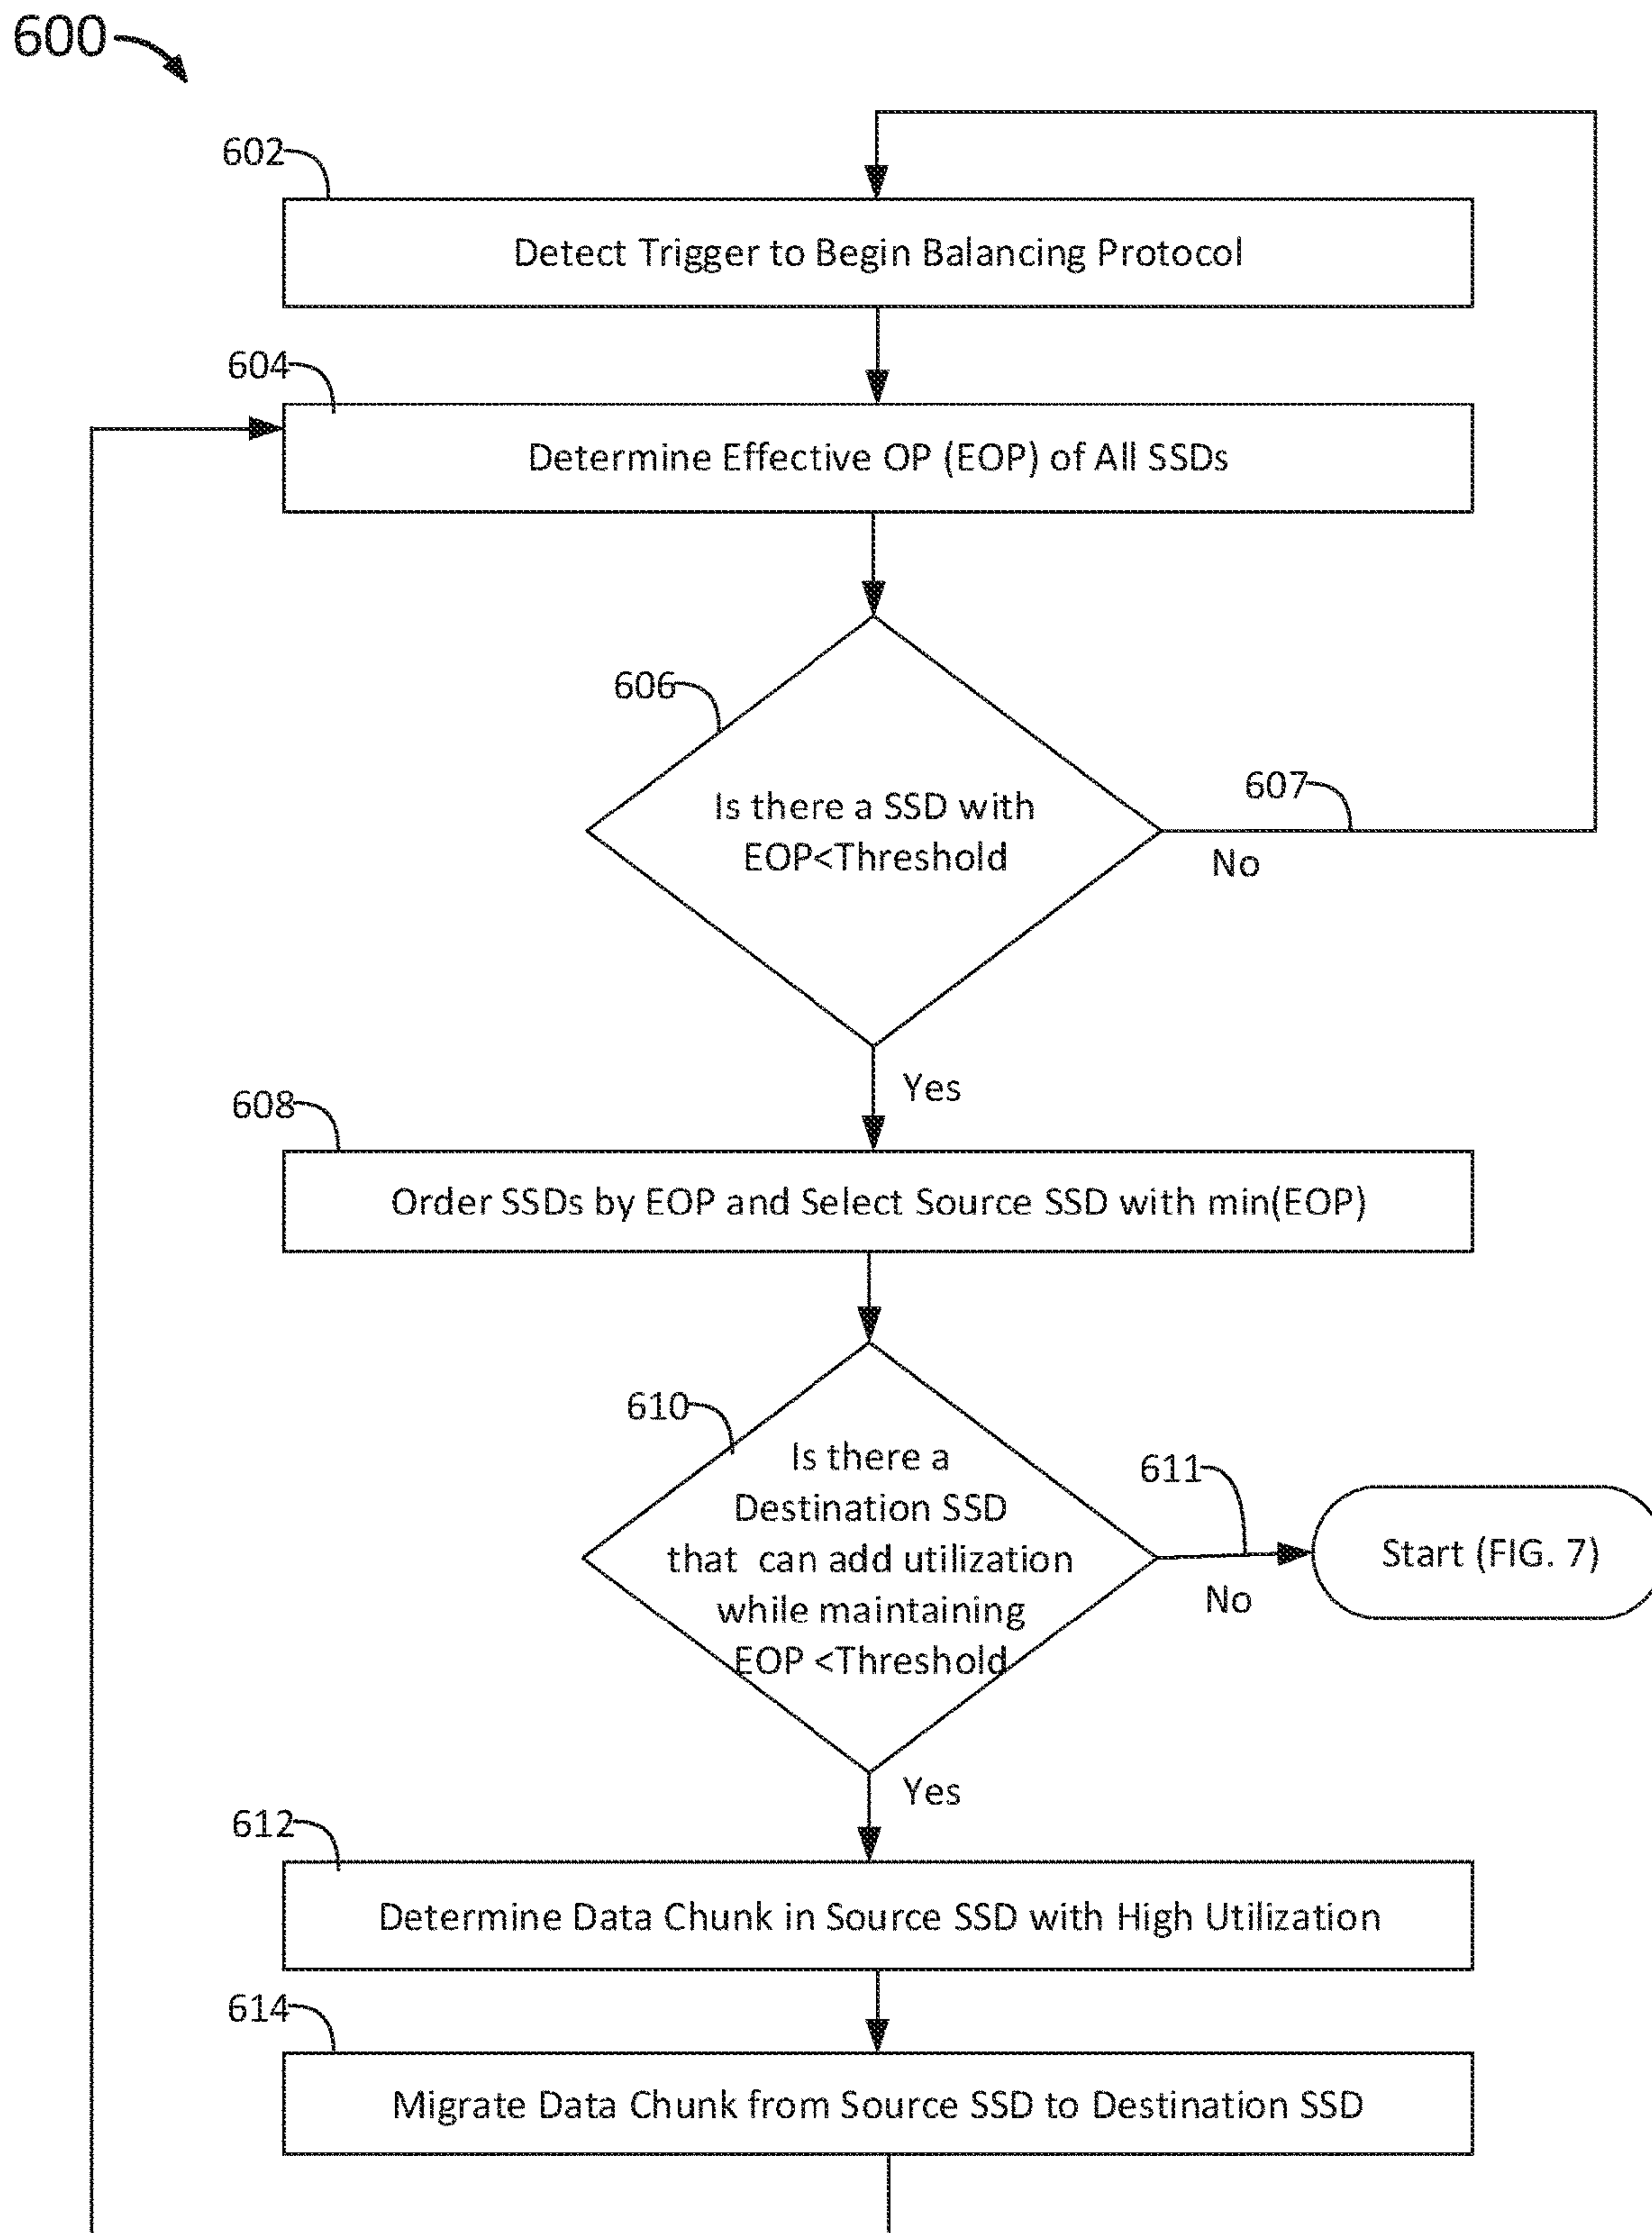 600
602
Detect Trigger to Begin Balancing Protocol
604
Determine Effective OP (EOP) of All SSDs
606
Is there a SSD with
EOP<Threshold
607
No
Yes
608
Order SSDs by EOP and Select Source SSD with min(EOP)
610
Is there a
Destination SSD
that can add utilization
while maintaining
EOP <Threshold
611
No
Start (FIG. 7)
Yes
612
Determine Data Chunk in Source SSD with High Utilization
614
Migrate Data Chunk from Source SSD to Destination SSD